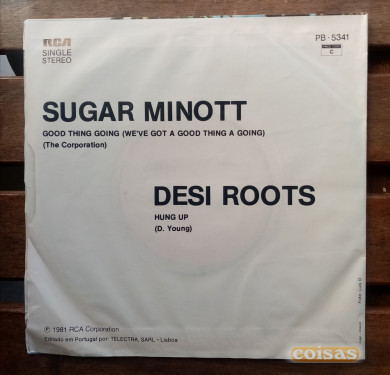 RCA
SINGLE
STEREO
PB-5341
C
SUGAR MINOTT
GOOD THING GOING (WE'VE GOT A GOOD THING A GOING)
(The Corporation)
DESI ROOTS
HUNG UP
(D. Young)
℗ 1981 RCA Corporation
Editado em Portugal por: TELECTRA, SARL - Lisboa
coisas